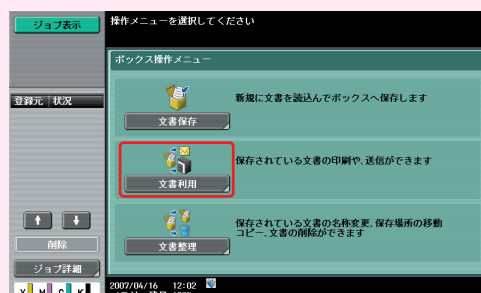 ジョブ表示
操作メニューを選択してください
ボックス操作メニュー
登録元 状況
新規に文書を読込んでボックスへ保存します
文書保存
保存されている文書の印刷や、送信ができます
文書利用
保存されている文書の名称変更、保存場所の移動
コピー、文書の削除ができます
文書整理
↑ ↓
削除
ジョブ詳細
2007/04/16 12:02
Y M C K